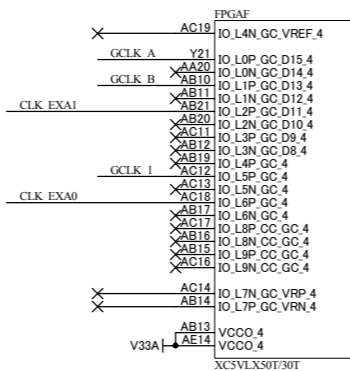 FPGAF
AC19 IO_L4N_GC_VREF_4
GCLK_A Y21 IO_L0P_GC_D15_4
AA20 IO_L0N_GC_D14_4
GCLK_B AB10 IO_L1P_GC_D13_4
AB11 IO_L1N_GC_D12_4
CLK_EXA1 AB21 IO_L2P_GC_D11_4
AB20 IO_L2N_GC_D10_4
AC11 IO_L3P_GC_D9_4
AB12 IO_L3N_GC_D8_4
AB19 IO_L4P_GC_4
GCLK_1 AC12 IO_L5P_GC_4
AC13 IO_L5N_GC_4
CLK_EXA0 AC18 IO_L6P_GC_4
AB17 IO_L6N_GC_4
AC17 IO_L8P_CC_GC_4
AB16 IO_L8N_CC_GC_4
AB15 IO_L9P_CC_GC_4
AC16 IO_L9N_CC_GC_4
AC14 IO_L7N_GC_VRP_4
AB14 IO_L7P_GC_VRN_4
AB13 VCCO_4
V33A AE14 VCCO_4
XC5VLX50T/30T